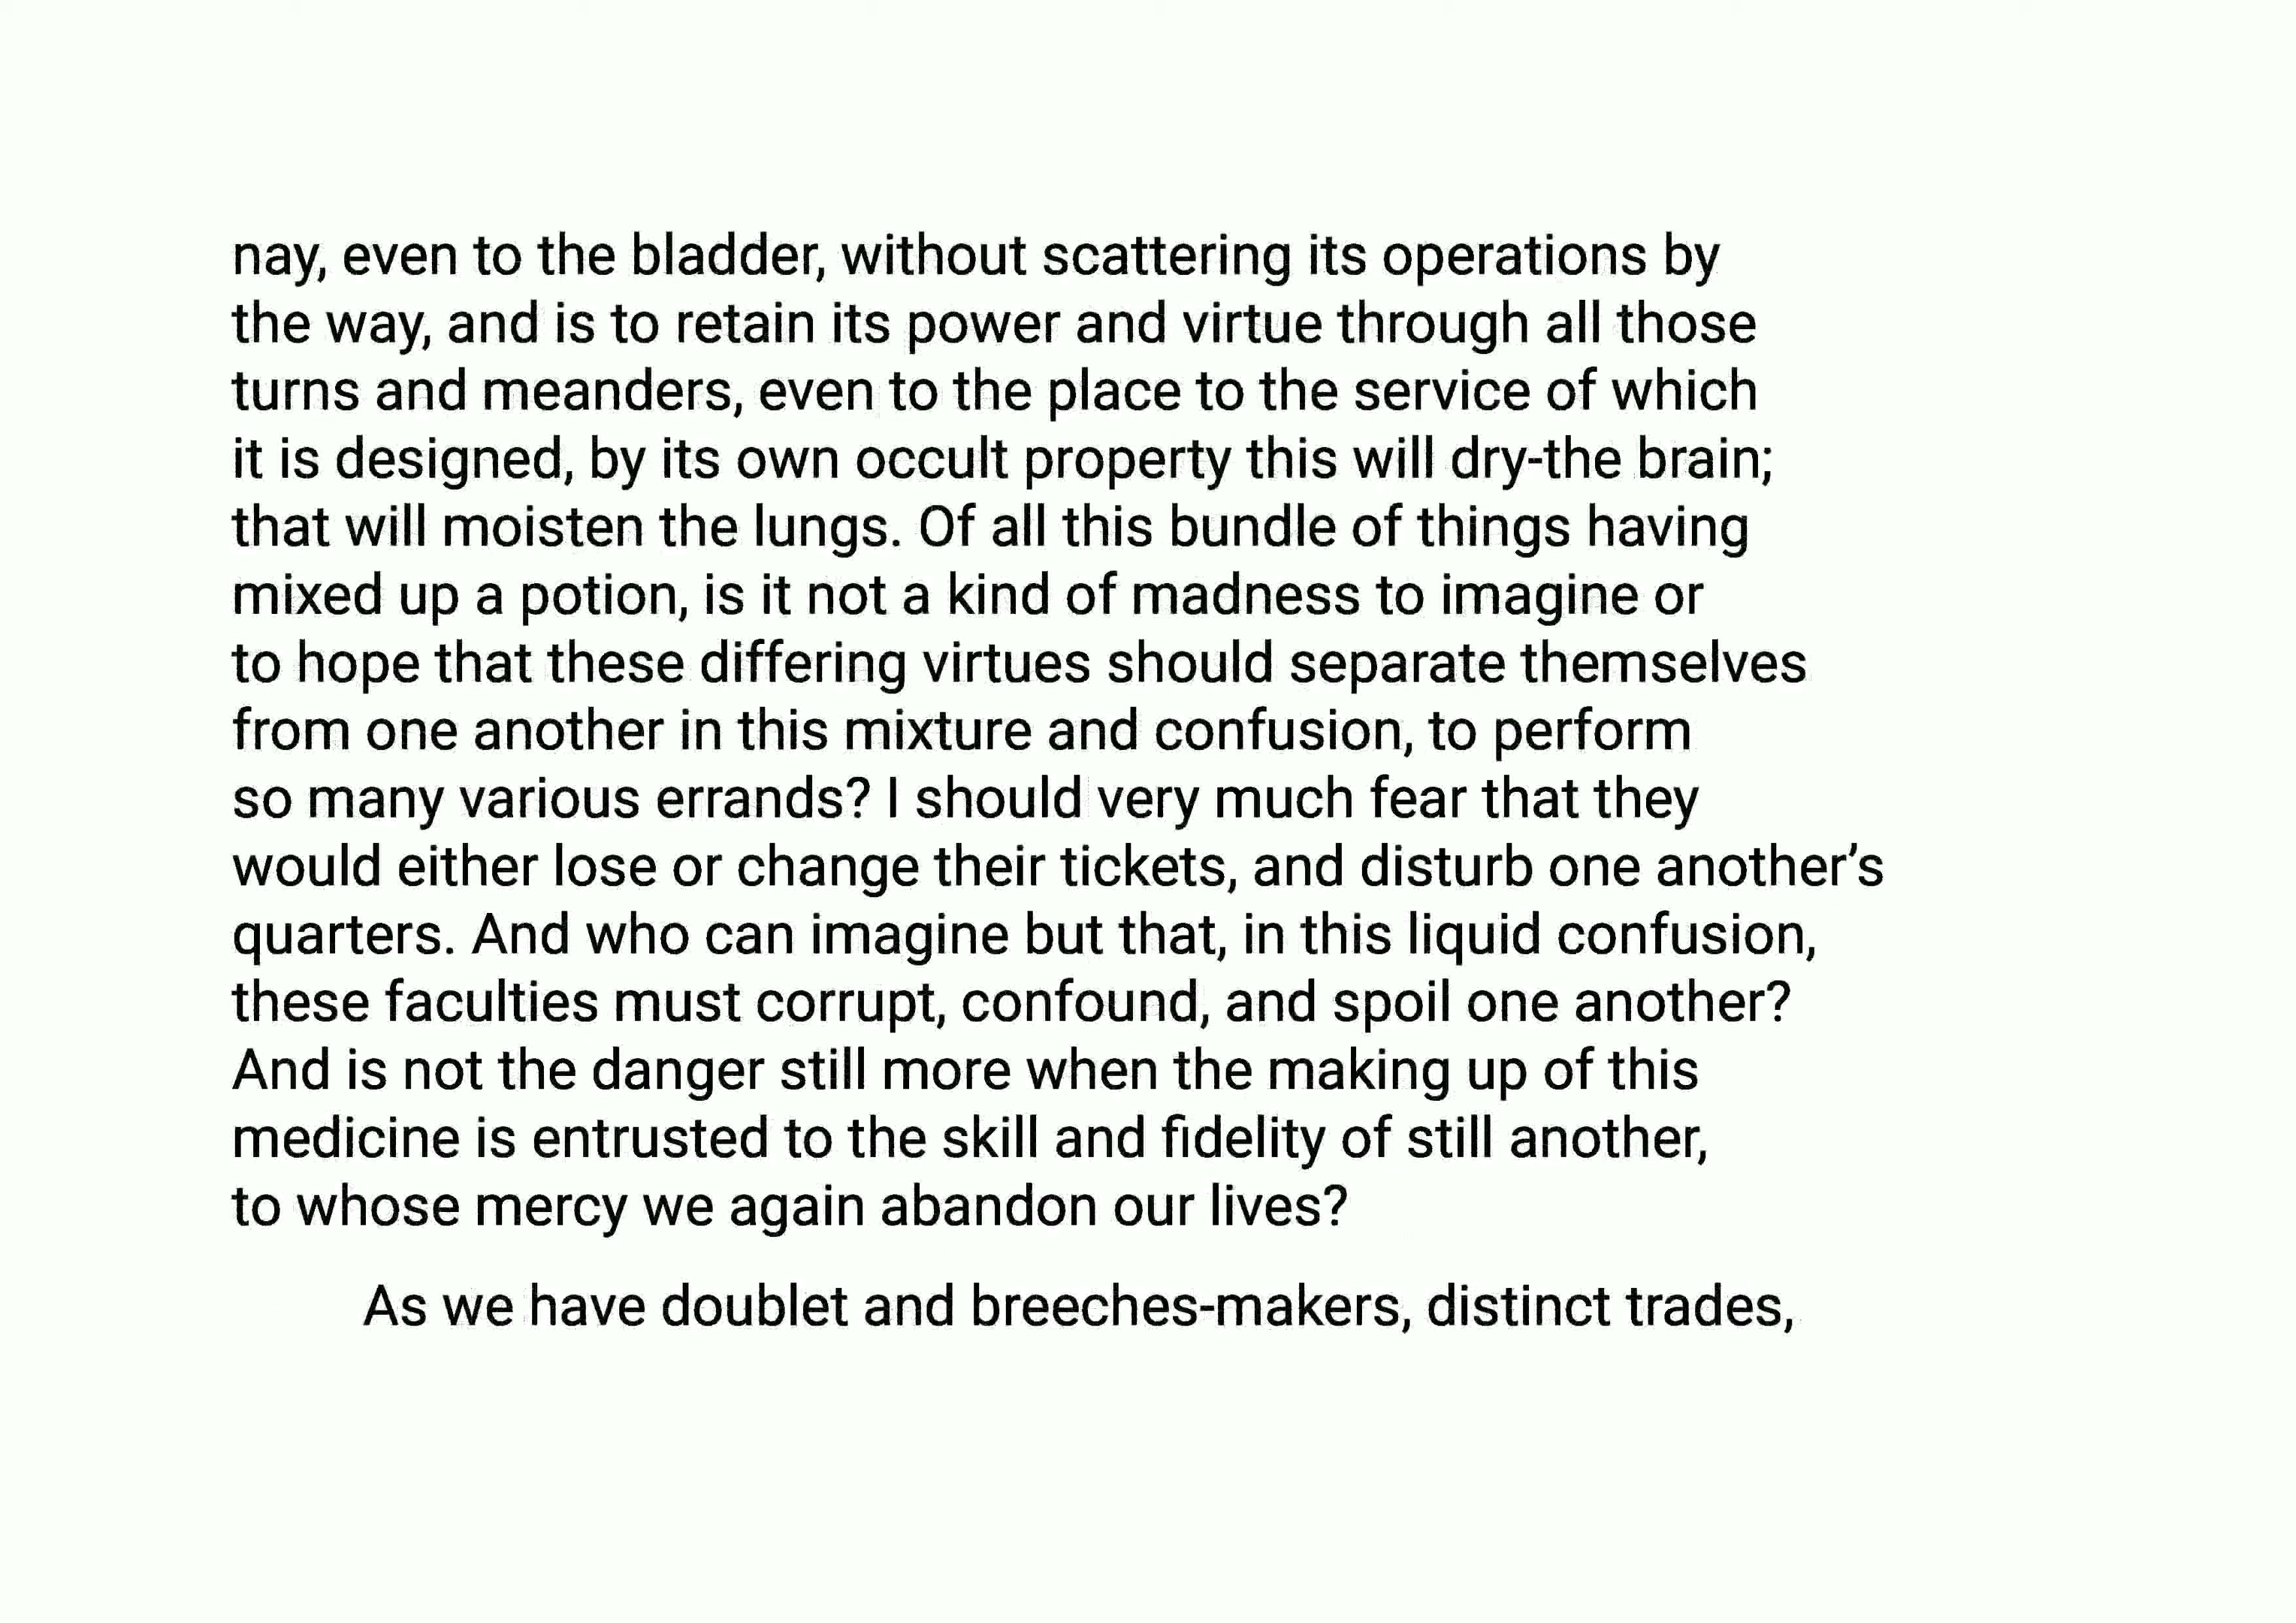 nay, even to the bladder, without scattering its operations by
the way, and is to retain its power and virtue through all those
turns and meanders, even to the place to the service of which
it is designed, by its own occult property this will dry-the brain;
that will moisten the lungs. Of all this bundle of things having
mixed up a potion, is it not a kind of madness to imagine or
to hope that these differing virtues should separate themselves
from one another in this mixture and confusion, to perform
so many various errands? I should very much fear that they
would either lose or change their tickets, and disturb one another’s
quarters. And who can imagine but that, in this liquid confusion,
these faculties must corrupt, confound, and spoil one another?
And is not the danger still more when the making up of this
medicine is entrusted to the skill and fidelity of still another,
to whose mercy we again abandon our lives?
As we have doublet and breeches-makers, distinct trades,